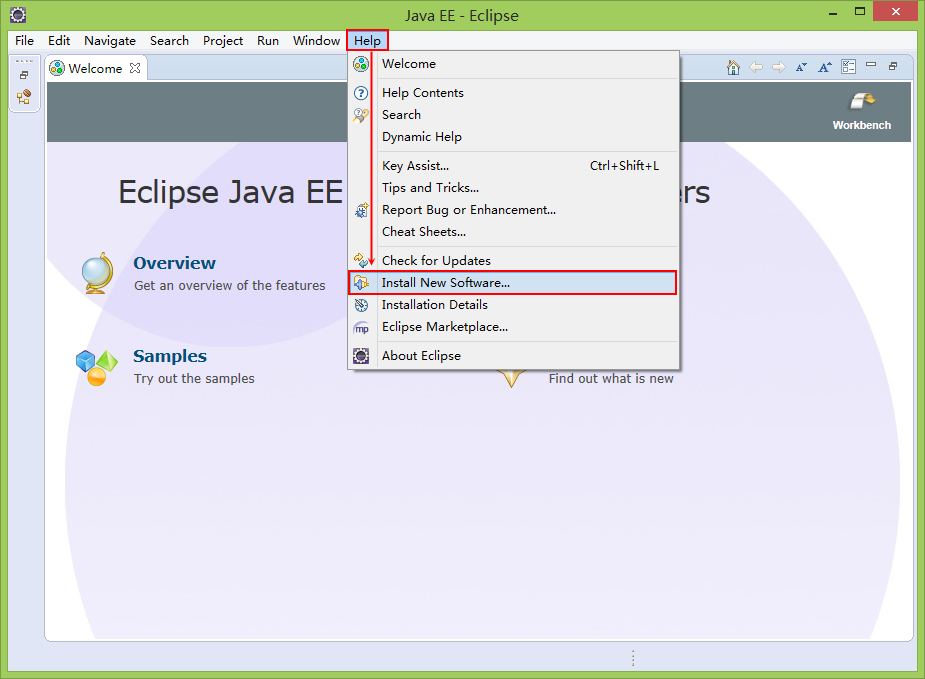 Java EE - Eclipse
File Edit Navigate Search Project Run Window Help
Welcome
Workbench
Eclipse Java EE
rs
Overview
Get an overview of the features
Samples
Try out the samples
Find out what is new
Welcome
Help Contents
Search
Dynamic Help
Key Assist... Ctrl+Shift+L
Tips and Tricks...
Report Bug or Enhancement...
Cheat Sheets...
Check for Updates
Install New Software...
Installation Details
mp Eclipse Marketplace...
About Eclipse